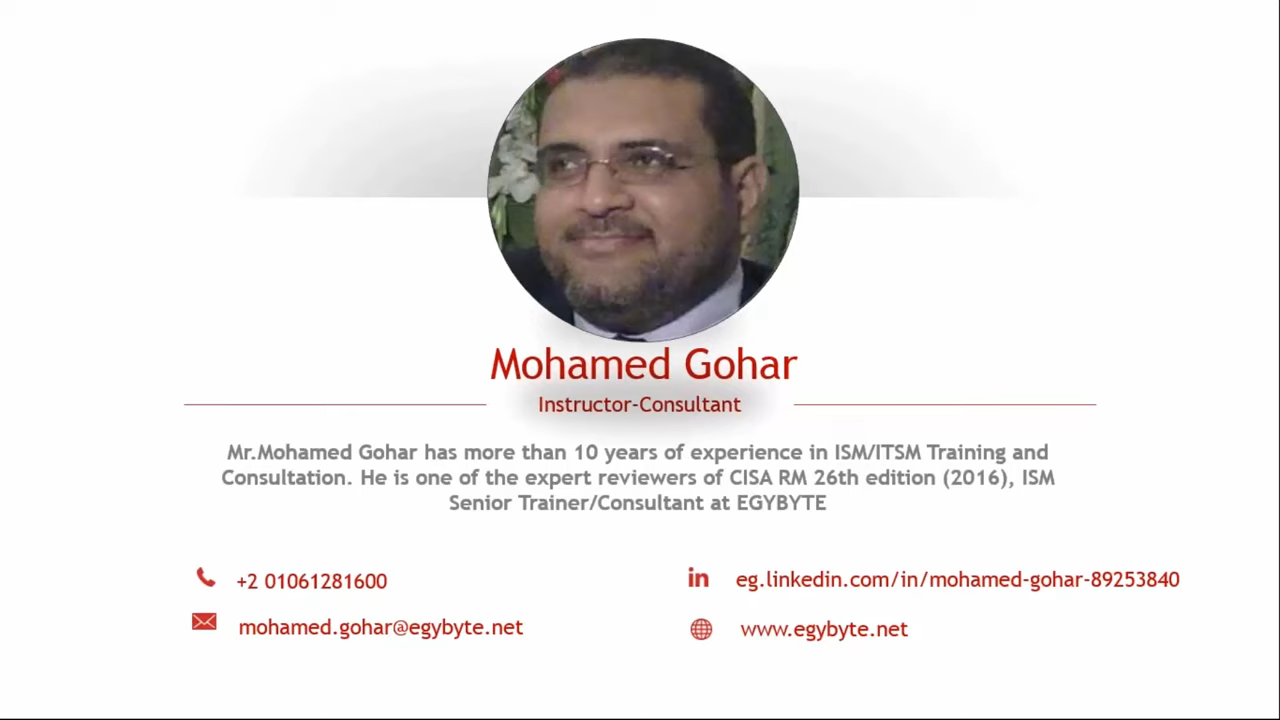 Mohamed Gohar
Instructor-Consultant
Mr.Mohamed Gohar has more than 10 years of experience in ISM/ITSM Training and
Consultation. He is one of the expert reviewers of CISA RM 26th edition (2016), ISM
Senior Trainer/Consultant at EGYBYTE
+2 01061281600
in eg.linkedin.com/in/mohamed-gohar-89253840
mohamed.gohar@egybyte.net
www.egybyte.net